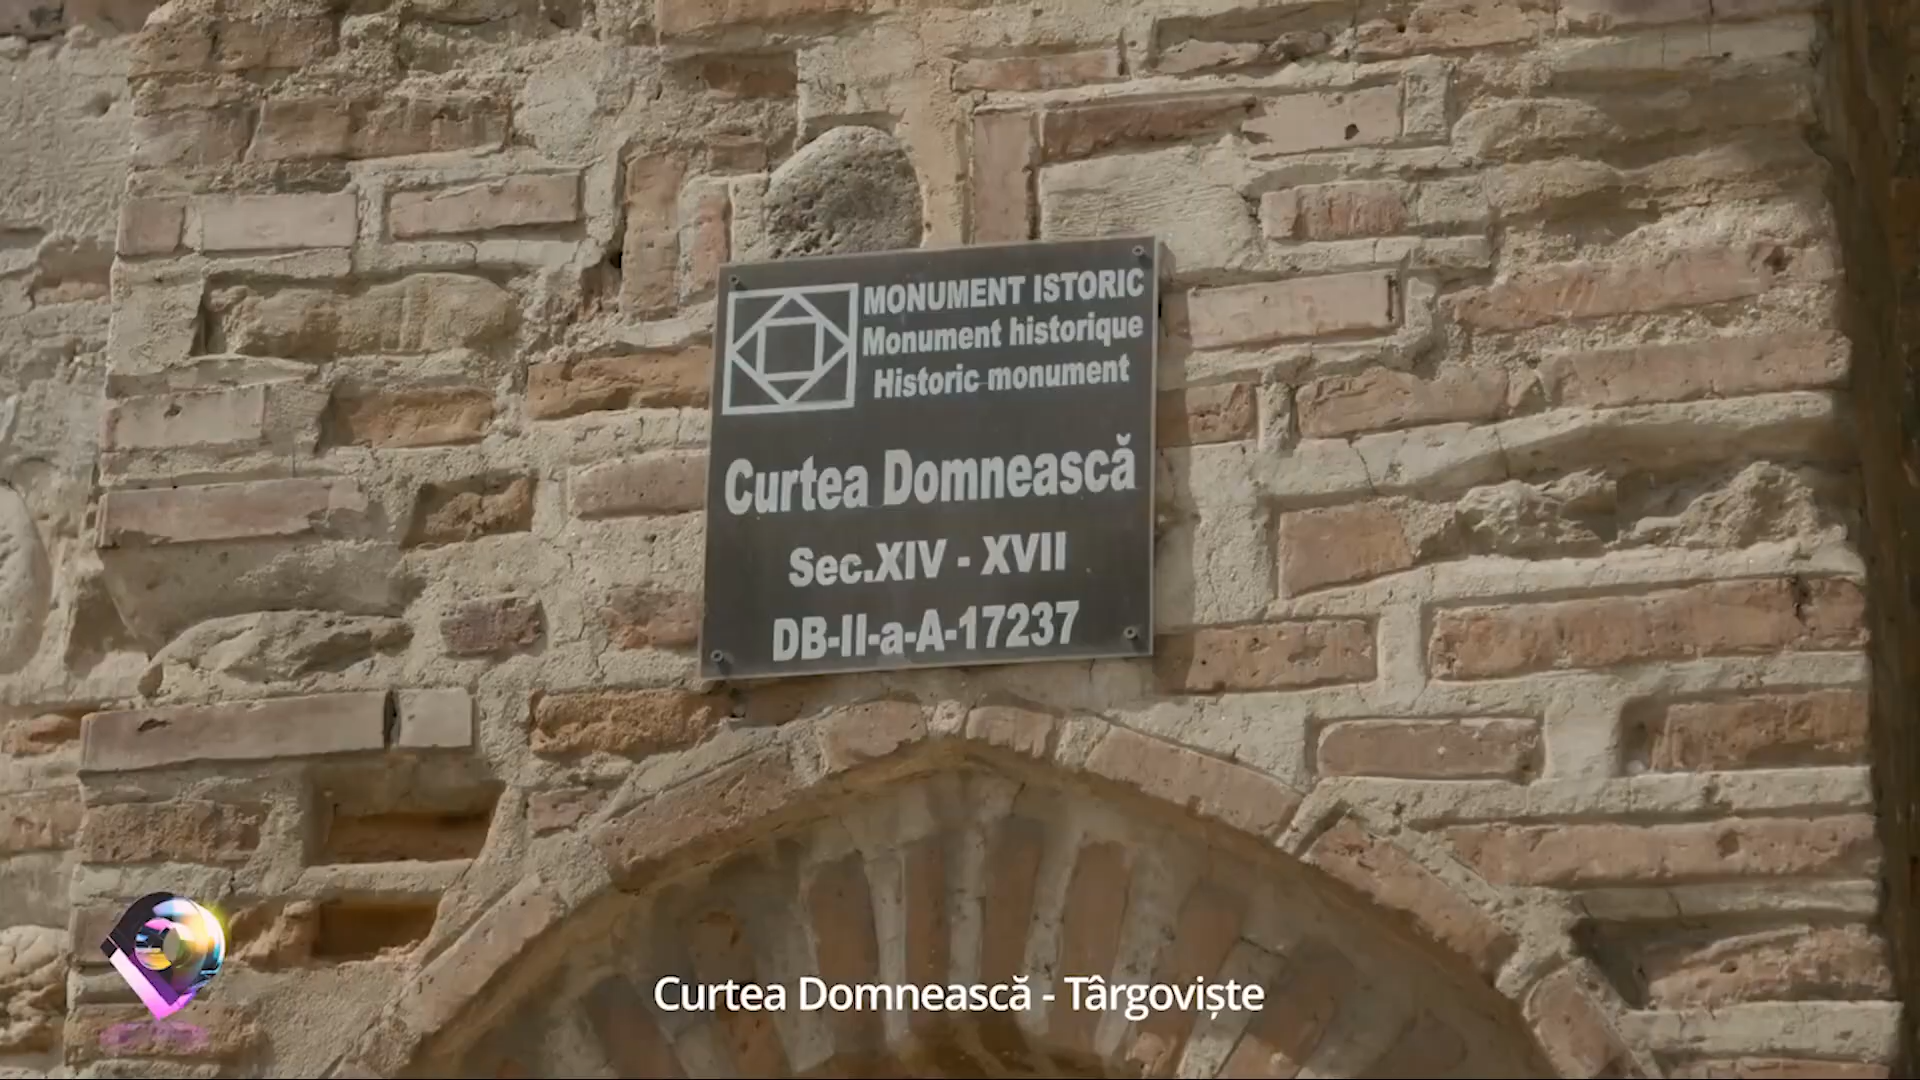 MONUMENT ISTORIC
Monument historique
Historic monument
Curtea Domnească
Sec.XIV - XVII
DB-II-a-A-17237
Curtea Domnească - Târgoviște